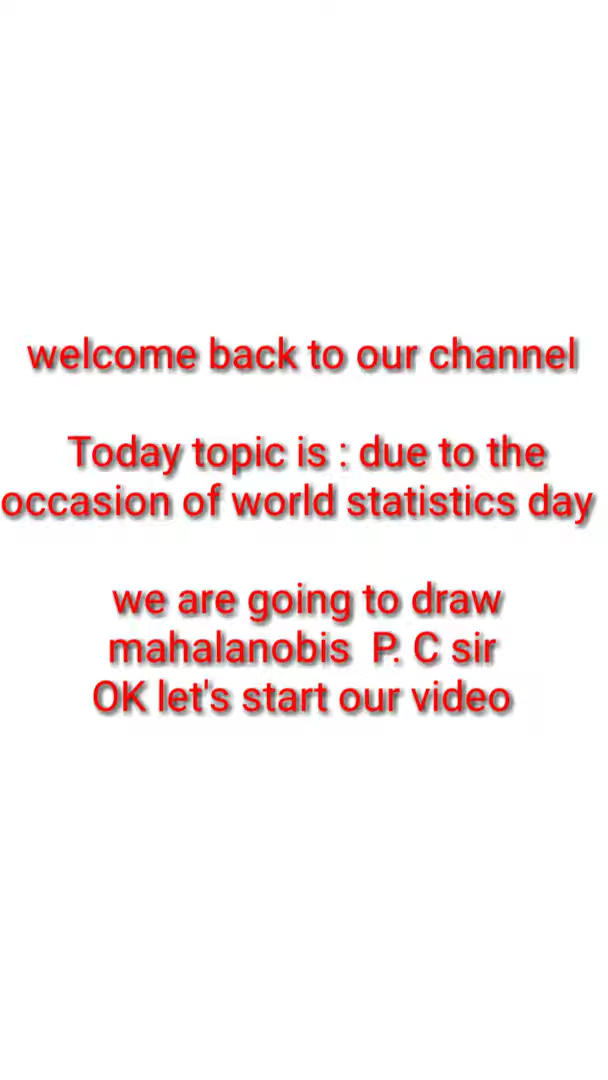 welcome back to our channel
Today topic is : due to the
occasion of world statistics day
we are going to draw
mahalanobis P. C sir
OK let's start our video